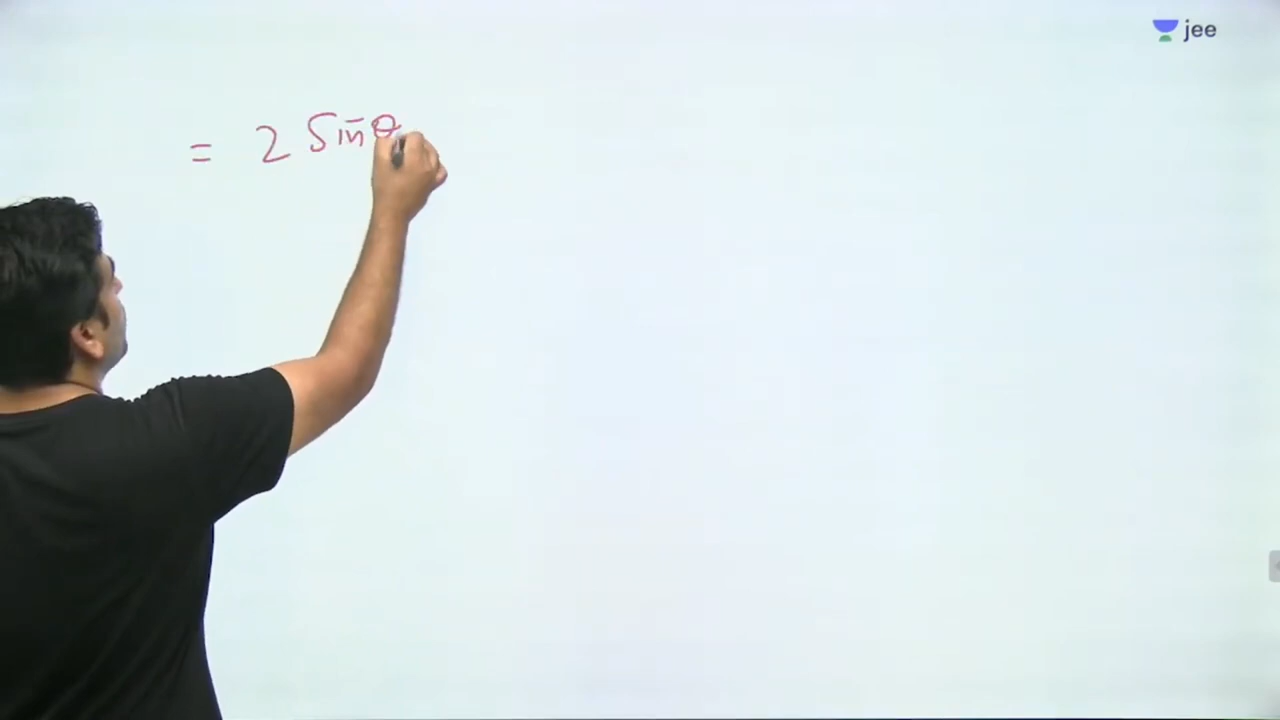 jee
= 2 Sinθ